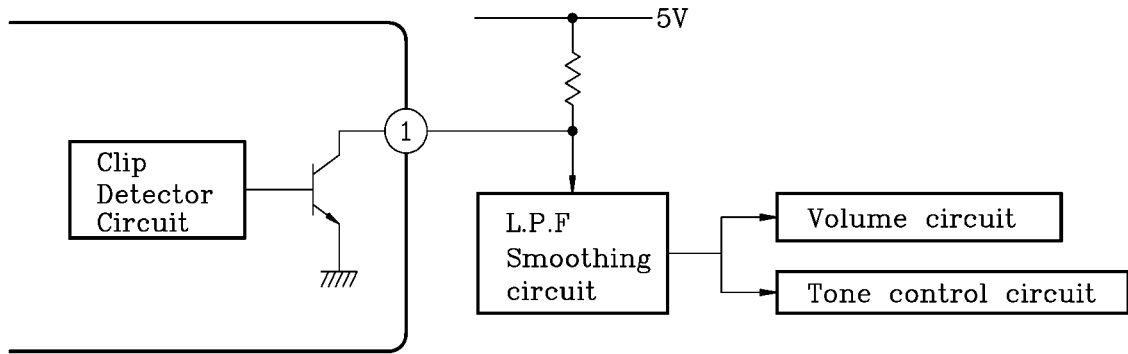 5V
1
Clip
Detector
Circuit
L.P.F
Smoothing
circuit
Volume circuit
Tone control circuit